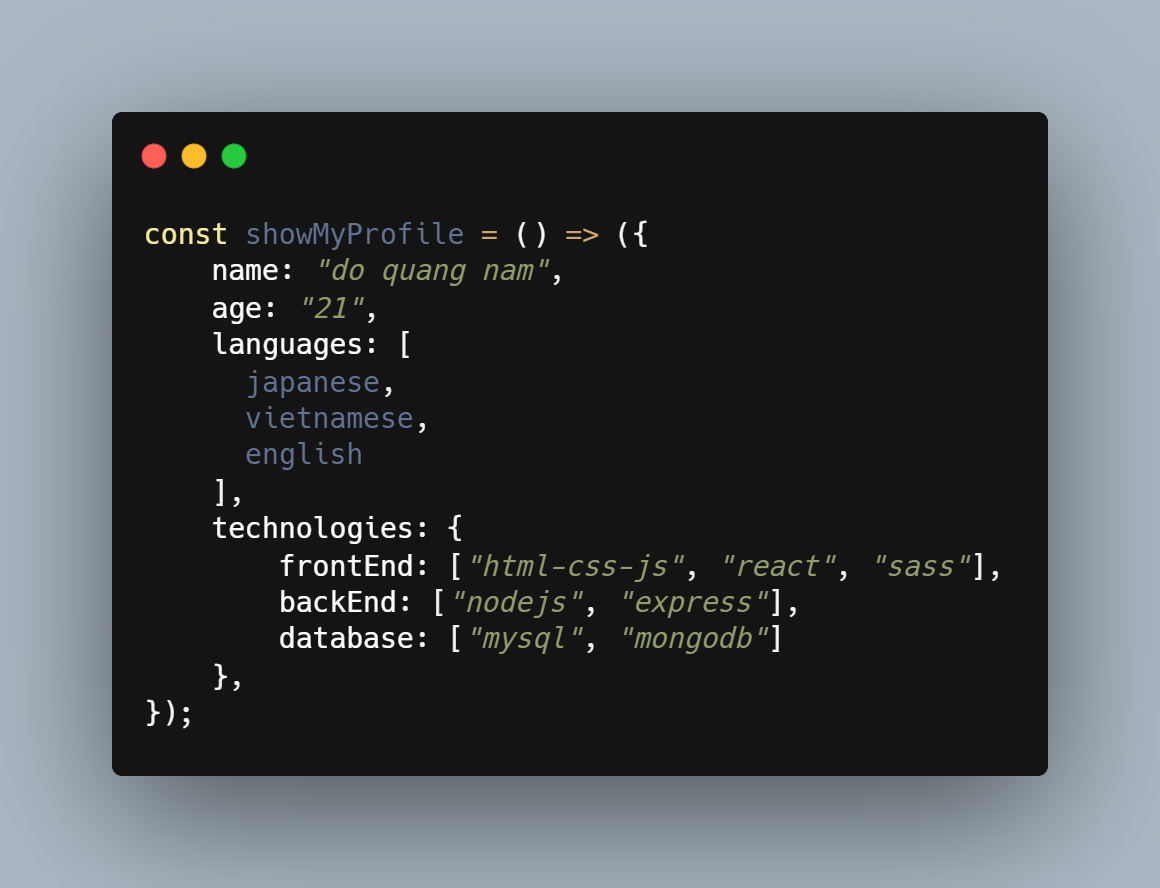 const showMyProfile = () => ({
    name: "do quang nam",
    age: "21",
    languages: [
      japanese,
      vietnamese,
      english
    ],
    technologies: {
        frontEnd: ["html-css-js", "react", "sass"],
        backEnd: ["nodejs", "express"],
        database: ["mysql", "mongodb"]
    },
});